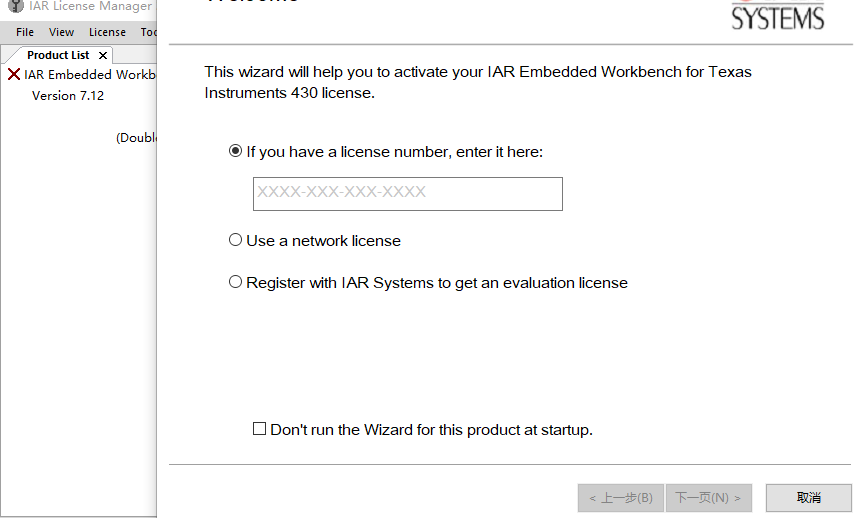 IAR License Manager
File View License
Product List
IAR Embedded
Version 7.12
SYSTEMS
This wizard will help you to activate your IAR Embedded Workbench for Texas
Instruments 430 license.
If you have a license number, enter it here:
XXXX-XXX-XXX-XXXX
Use a network license
Register with IAR Systems to get an evaluation license
Don't run the Wizard for this product at startup.
< 上一步(B) 下一页(N) > 取消